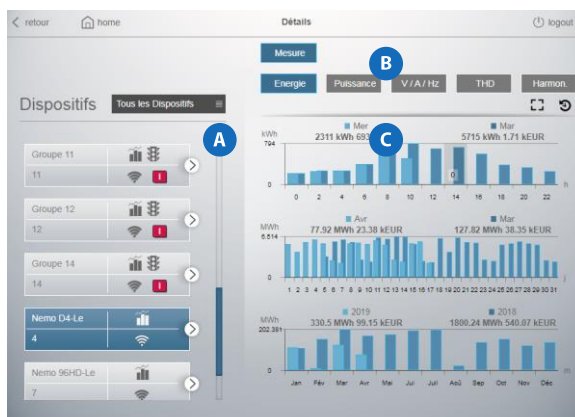 retour
home
Détails
logout
Mesure
B
Energie
Puissance
V / A / Hz
THD
Harmon.
Dispositifs
Tous les Dispositifs
A
C
Groupe 11
11
I
Groupe 12
12
I
Groupe 14
14
I
Nemo D4-Le
4
Nemo 96HD-Le
7
kWh
Mer
Mar
2311 kWh
5715 kWh 1.71 kEUR
794
0
0
0 2 4 6 8 10 12 14 16 18 20 22
h
MWh
Avr
Mar
77.92 MWh 23.38 kEUR
127.82 MWh 38.35 kEUR
6.514
0
1 2 3 4 5 6 7 8 9 10 11 12 13 14 15 16 17 18 19 20 21 22 23 24 25 26 27 28 29 30 31
j
MWh
2019
2018
330.5 MWh 99.15 kEUR
1800.24 MWh 540.07 kEUR
202.381
0
Jan Fév Mar Avr Mai Jui Juil Aoû Sep Oct Nov Déc
m